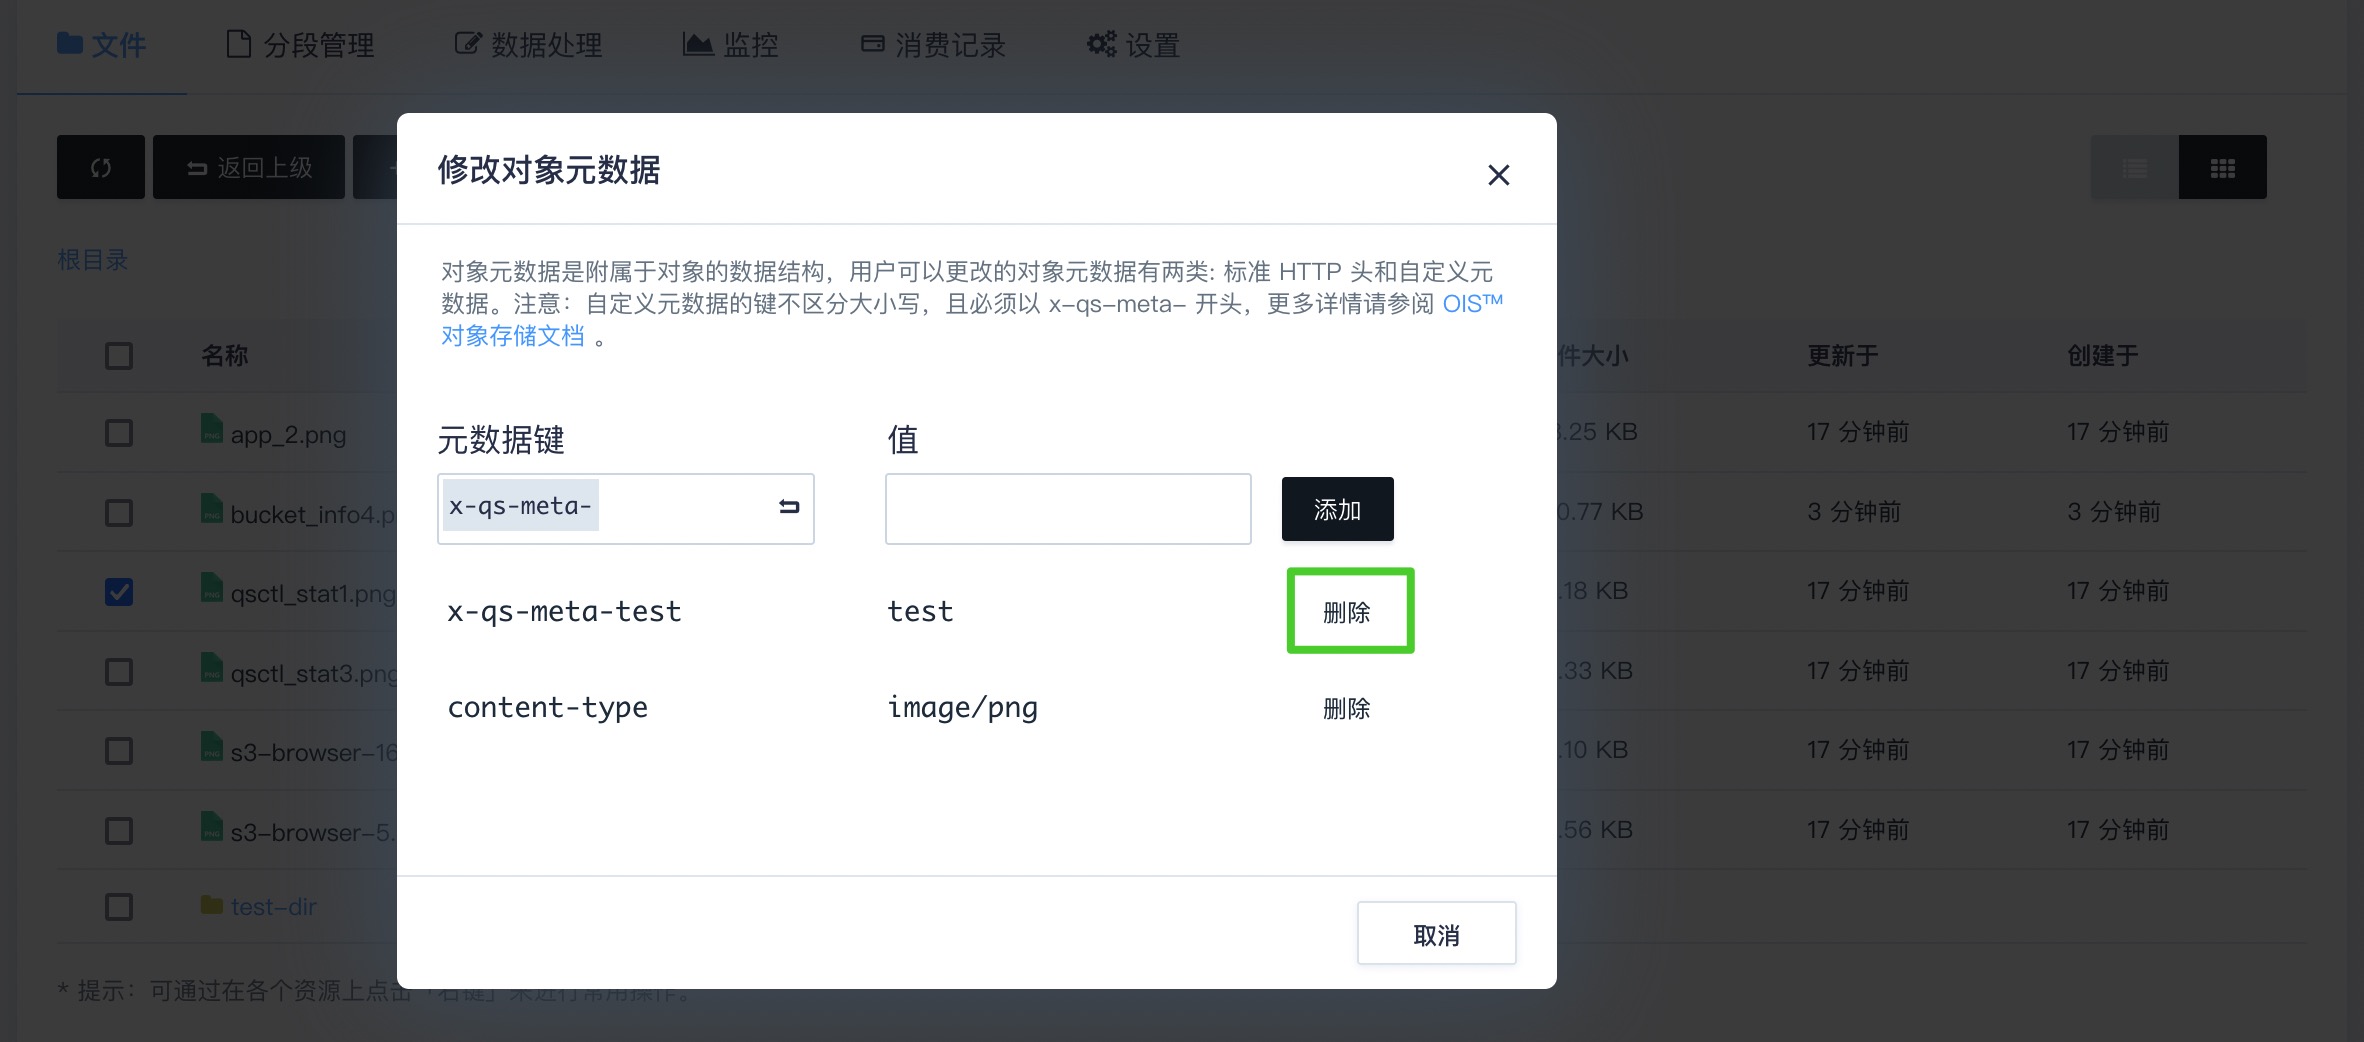 文件 分段管理 数据处理 监控 消费记录 设置
返回上级
修改对象元数据
根目录
对象元数据是附属于对象的数据结构，用户可以更改的对象元数据有两类: 标准 HTTP 头和自定义元
数据。注意：自定义元数据的键不区分大小写，且必须以 x-qs-meta- 开头，更多详情请参阅 OIS™
对象存储文档 。
名称 件大小 更新于 创建于
元数据键 值
x-qs-meta- 添加
x-qs-meta-test test 删除
content-type image/png 删除
取消
app_2.png .25 KB 17 分钟前 17 分钟前
bucket_info4.p 0.77 KB 3 分钟前 3 分钟前
qsctl_stat1.png .18 KB 17 分钟前 17 分钟前
qsctl_stat3.png .33 KB 17 分钟前 17 分钟前
s3-browser-16 .10 KB 17 分钟前 17 分钟前
s3-browser-5. .56 KB 17 分钟前 17 分钟前
test-dir
* 提示：可通过在各个资源上点击「右键」来进行常用操作。